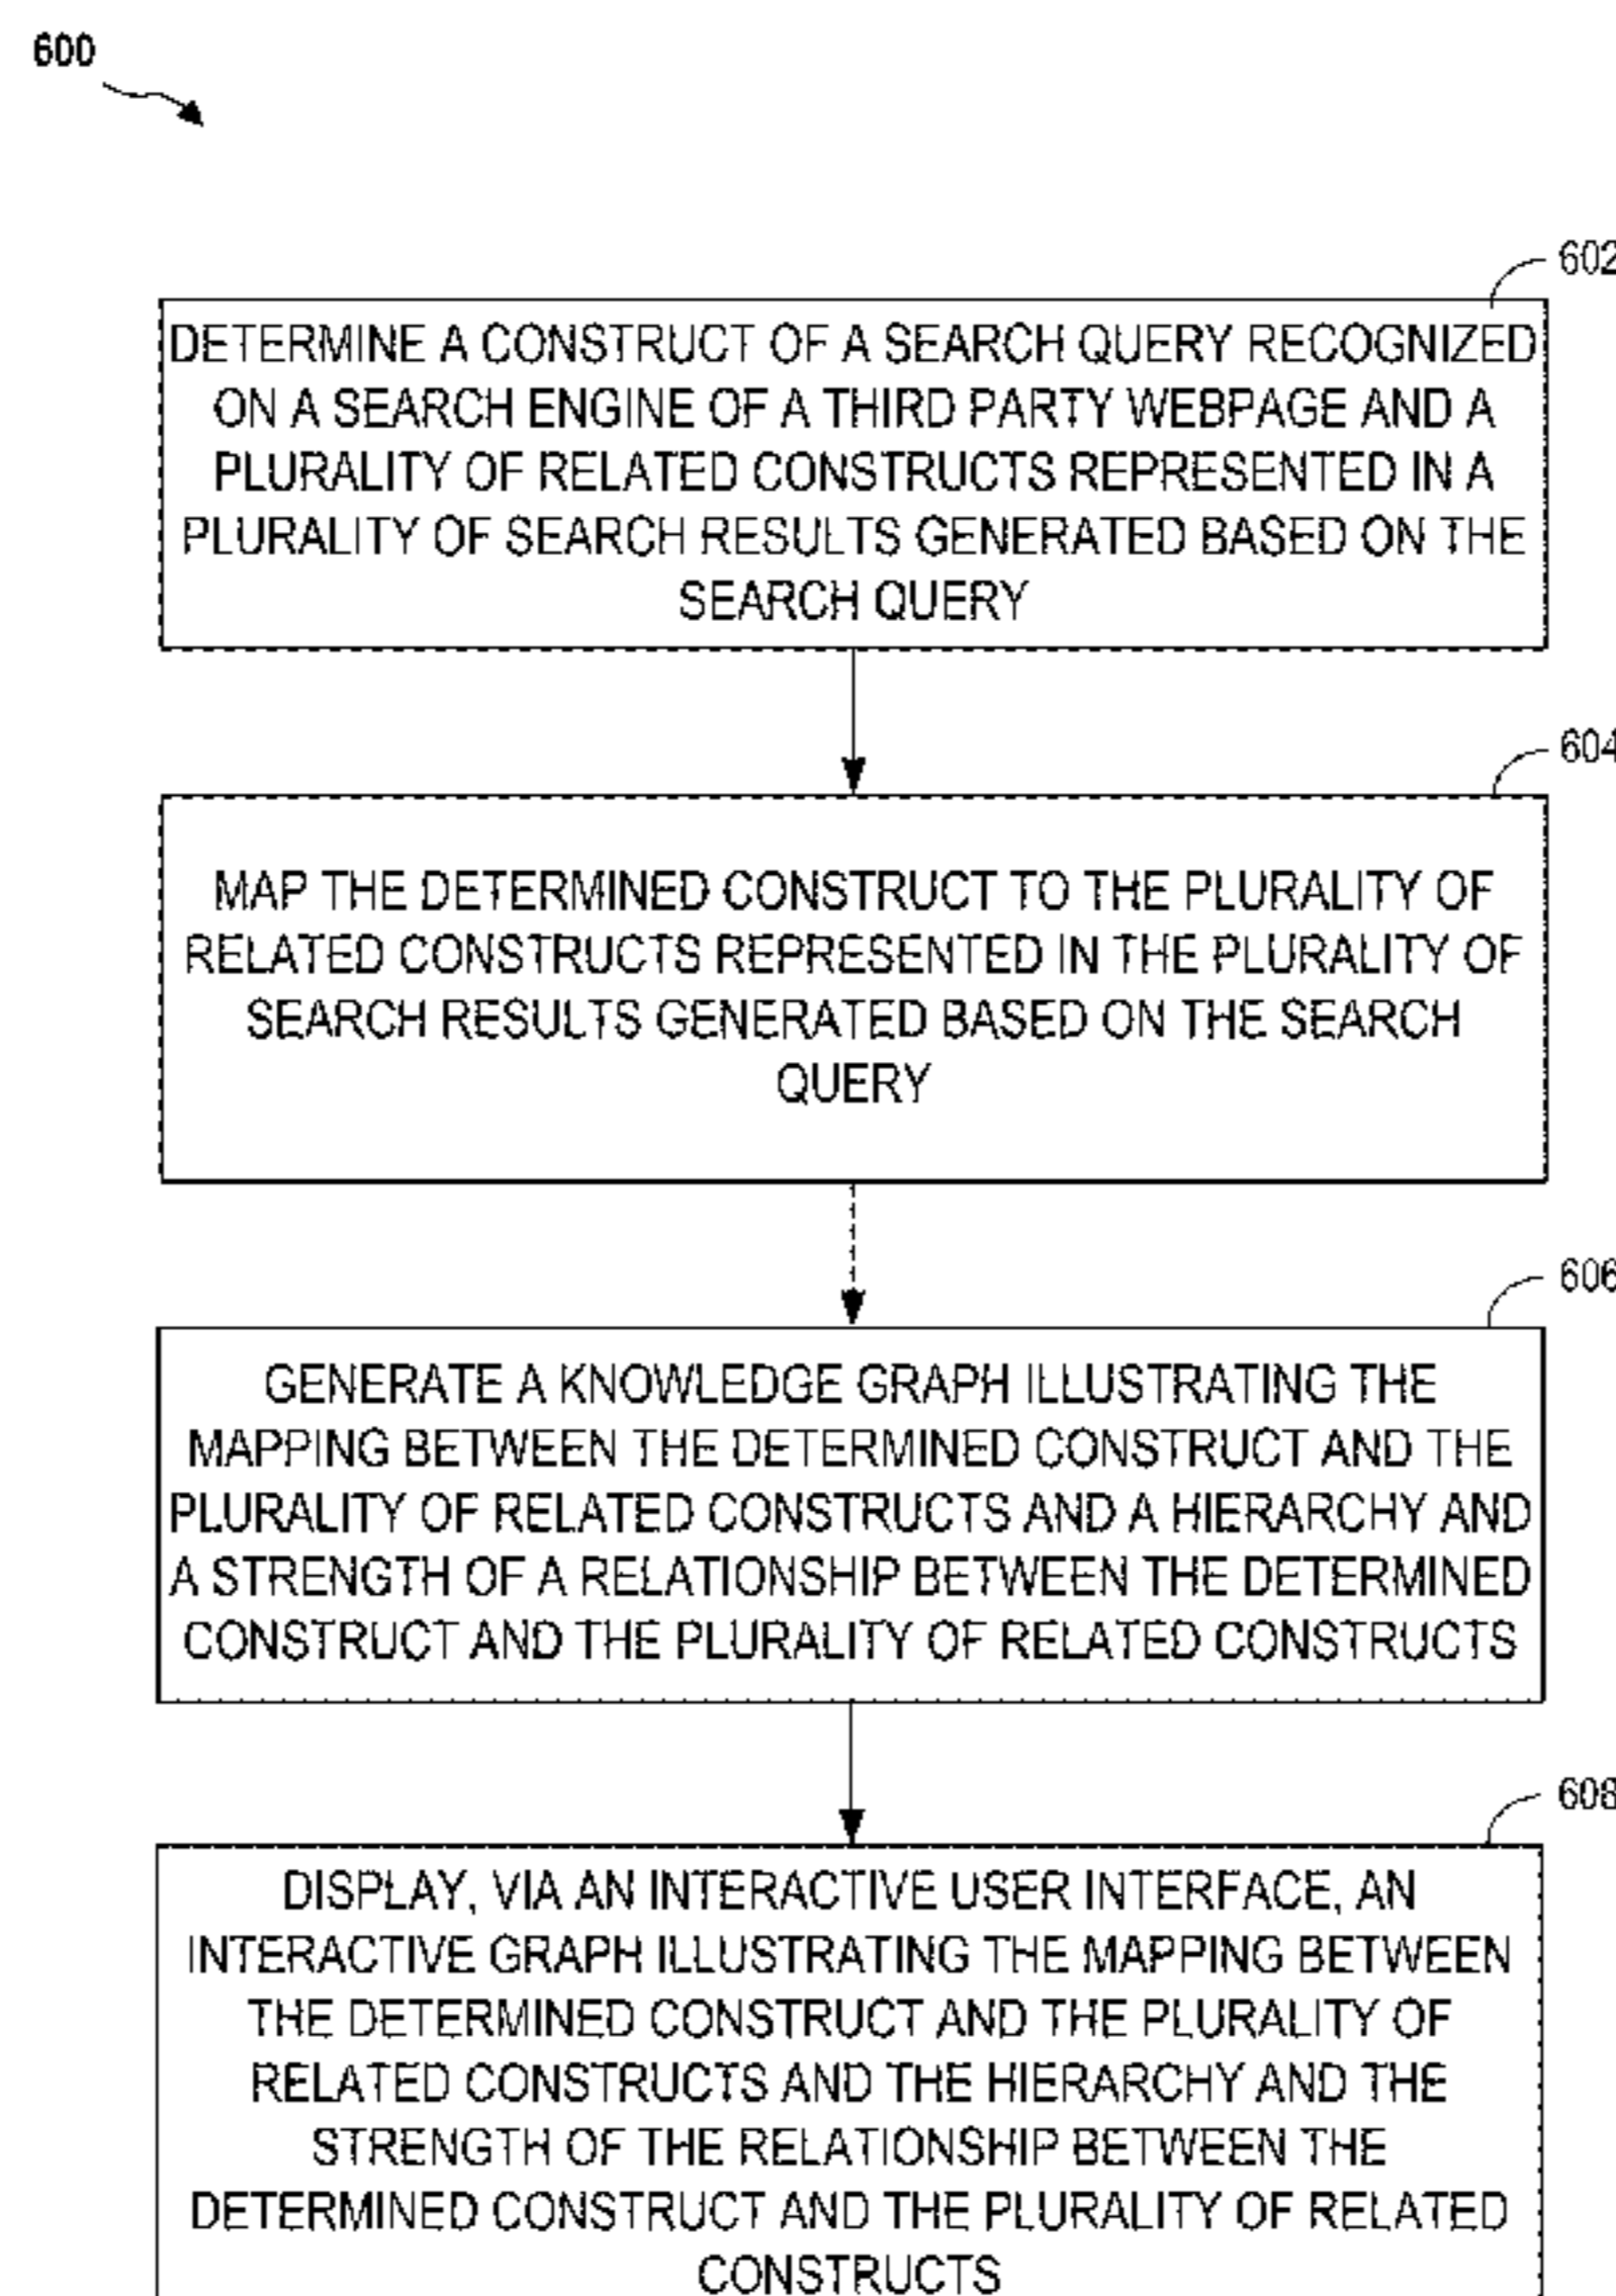 600
602
DETERMINE A CONSTRUCT OF A SEARCH QUERY RECOGNIZED
ON A SEARCH ENGINE OF A THIRD PARTY WEBPAGE AND A
PLURALITY OF RELATED CONSTRUCTS REPRESENTED IN A
PLURALITY OF SEARCH RESULTS GENERATED BASED ON THE
SEARCH QUERY
604
MAP THE DETERMINED CONSTRUCT TO THE PLURALITY OF
RELATED CONSTRUCTS REPRESENTED IN THE PLURALITY OF
SEARCH RESULTS GENERATED BASED ON THE SEARCH
QUERY
606
GENERATE A KNOWLEDGE GRAPH ILLUSTRATING THE
MAPPING BETWEEN THE DETERMINED CONSTRUCT AND THE
PLURALITY OF RELATED CONSTRUCTS AND A HIERARCHY AND
A STRENGTH OF A RELATIONSHIP BETWEEN THE DETERMINED
CONSTRUCT AND THE PLURALITY OF RELATED CONSTRUCTS
608
DISPLAY, VIA AN INTERACTIVE USER INTERFACE, AN
INTERACTIVE GRAPH ILLUSTRATING THE MAPPING BETWEEN
THE DETERMINED CONSTRUCT AND THE PLURALITY OF
RELATED CONSTRUCTS AND THE HIERARCHY AND THE
STRENGTH OF THE RELATIONSHIP BETWEEN THE
DETERMINED CONSTRUCT AND THE PLURALITY OF RELATED
CONSTRUCTS